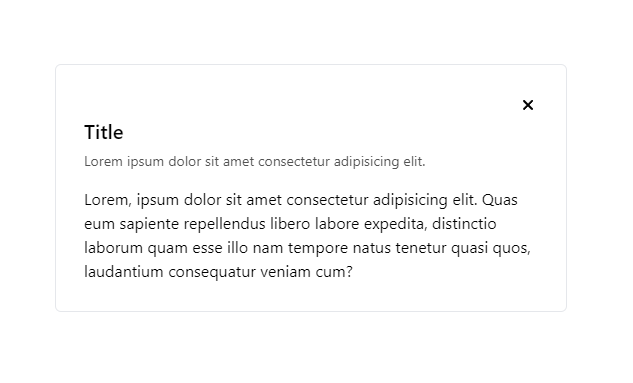 Title
Lorem ipsum dolor sit amet consectetur adipisicing elit.
Lorem, ipsum dolor sit amet consectetur adipisicing elit. Quas
eum sapiente repellendus libero labore expedita, distinctio
laborum quam esse illo nam tempore natus tenetur quasi quos,
laudantium consequatur veniam cum?